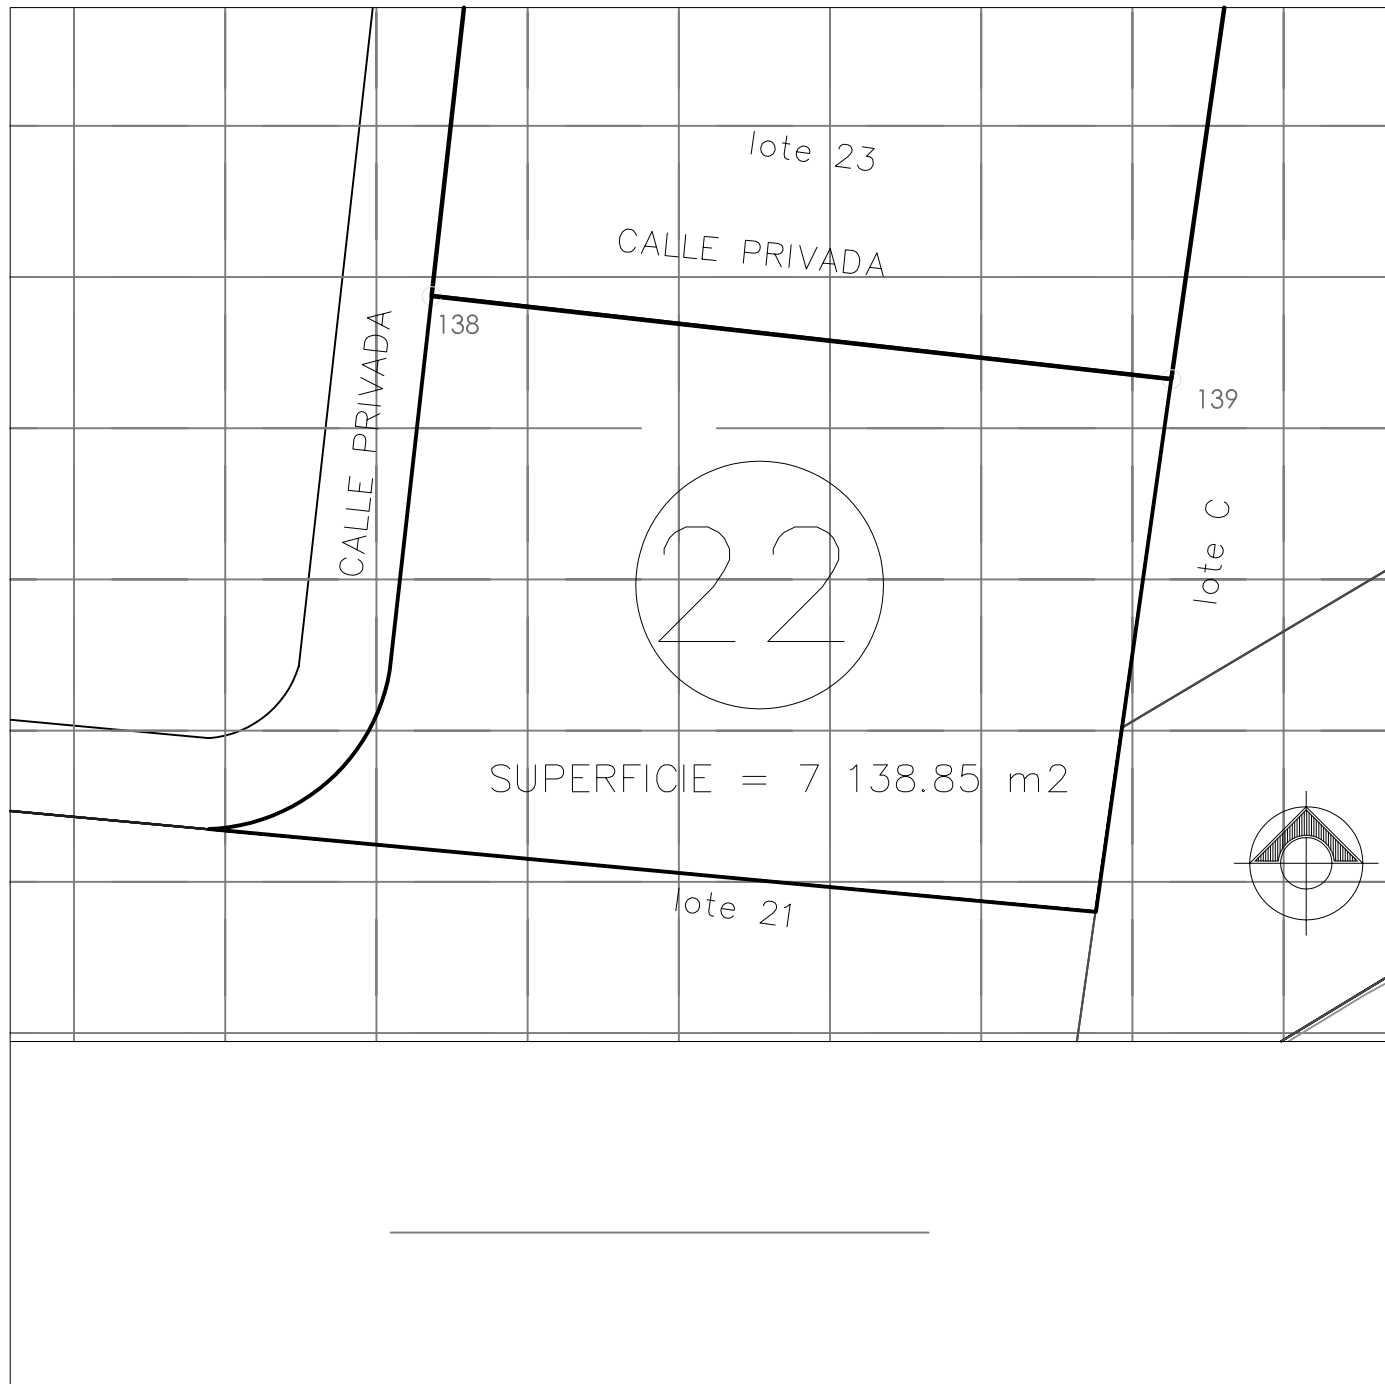 lote 23
CALLE PRIVADA
138
CALLE PRIVADA
139
22
lote C
SUPERFICIE = 7 138.85 m2
lote 21